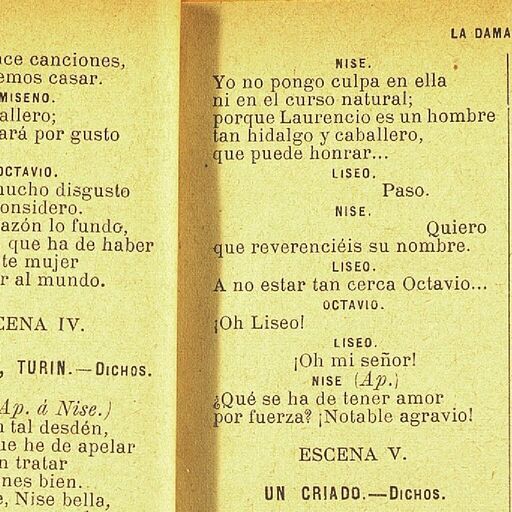 ce canciones,
emos casar.
MISENO.
allero;
ará por gusto
OCTAVIO.
mucho disgusto
onsidero.
azón lo fundo,
que ha de haber
te mujer
r al mundo.
CENA IV.
, TURIN.—DICHOS.
Ap. á Nise.)
n tal desdén,
ue he de apelar
n tratar
nes bien.
e, Nise bella,
LA DAMA
NISE.
Yo no pongo culpa en ella
ni en el curso natural;
porque Laurencio es un hombre
tan hidalgo y caballero,
que puede honrar...
LISEO.
Paso.
NISE.
Quiero
que reverenciéis su nombre.
LISEO.
A no estar tan cerca Octavio...
OCTAVIO.
¡Oh Liseo!
LISEO.
¡Oh mi señor!
NISE (Ap.)
¿Qué se ha de tener amor
por fuerza? ¡Notable agravio!
ESCENA V.
UN CRIADO.—DICHOS.